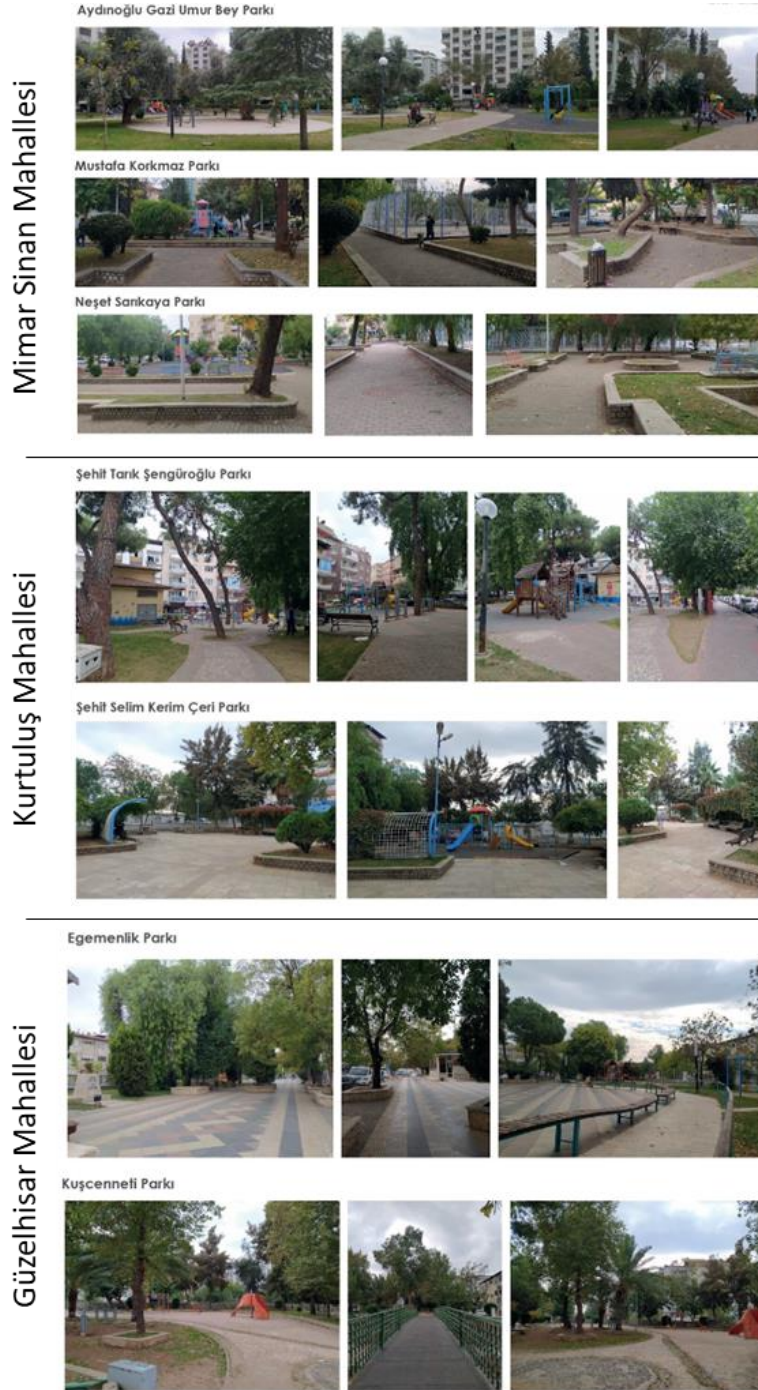 Mimar Sinan Mahallesi
Aydınoğlu Gazi Umur Bey Parkı
Mustafa Korkmaz Parkı
Neşet Sarıkaya Parkı
Kurtuluş Mahallesi
Şehit Tarık Şengüroğlu Parkı
Şehit Selim Kerim Çeri Parkı
Güzelhisar Mahallesi
Egemenlik Parkı
Kuşcenneti Parkı